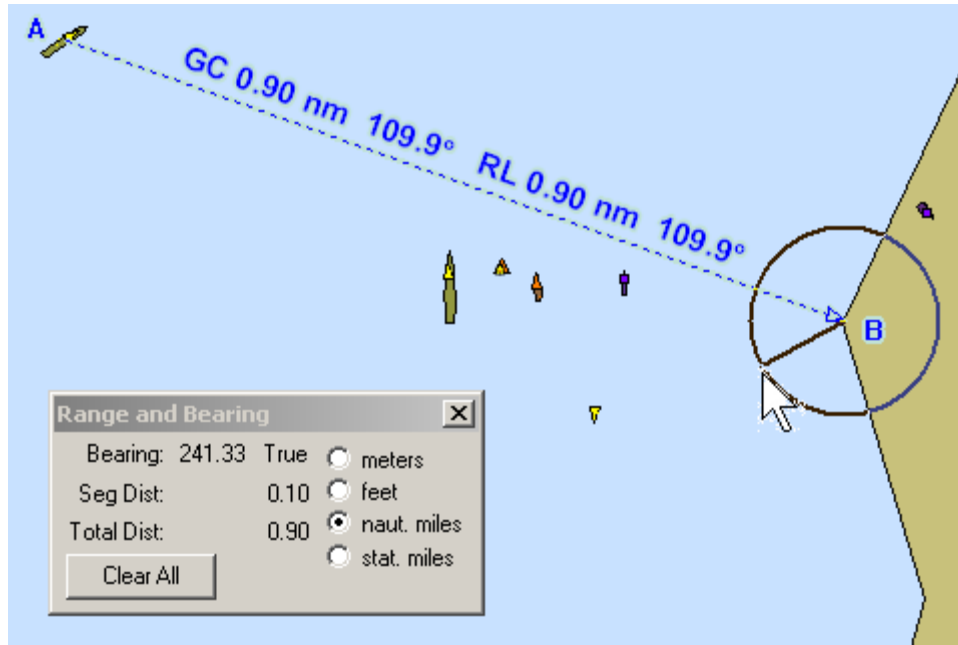 A
GC 0.90 nm 109.9° RL 0.90 nm 109.9°
B
Range and Bearing
Bearing: 241.33 True
Seg Dist: 0.10
Total Dist: 0.90
meters
feet
naut. miles
stat. miles
Clear All